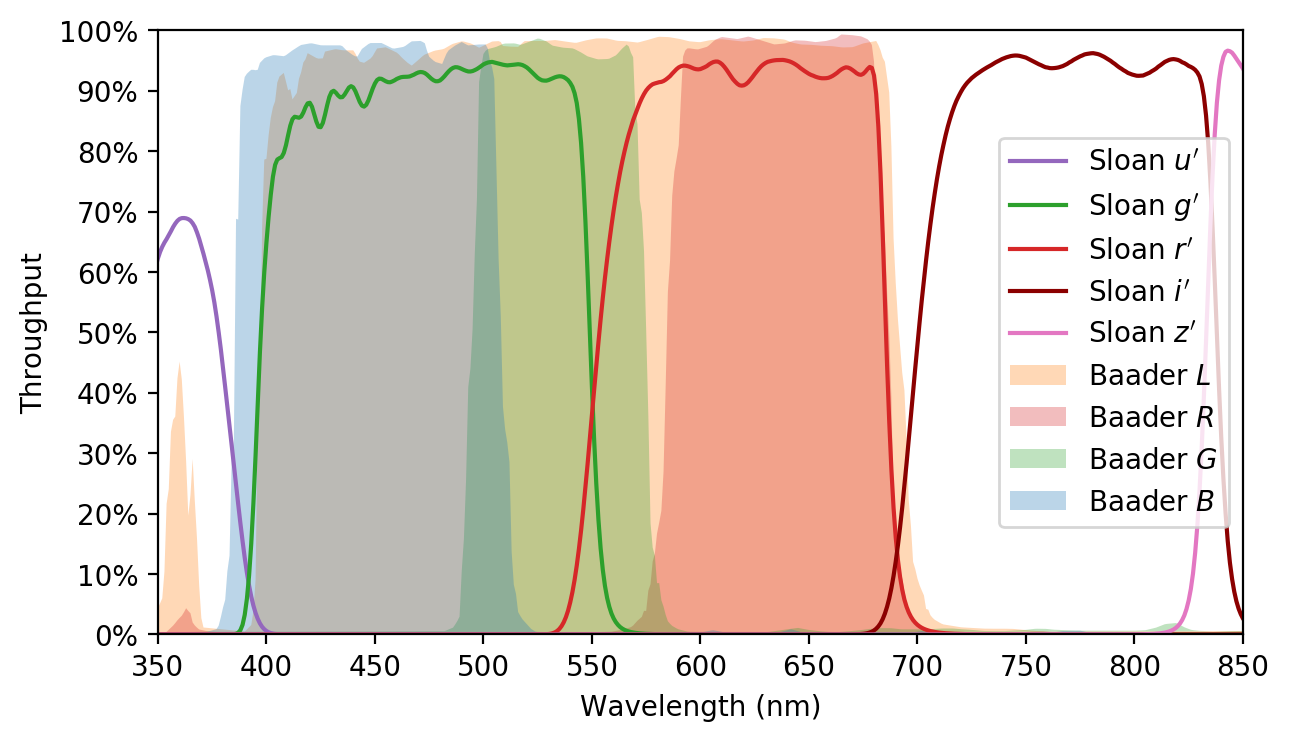 100%
90%
80%
70%
60%
50%
40%
30%
20%
10%
0%
Throughput
350 400 450 500 550 600 650 700 750 800 850
Wavelength (nm)
Sloan u′
Sloan g′
Sloan r′
Sloan i′
Sloan z′
Baader L
Baader R
Baader G
Baader B